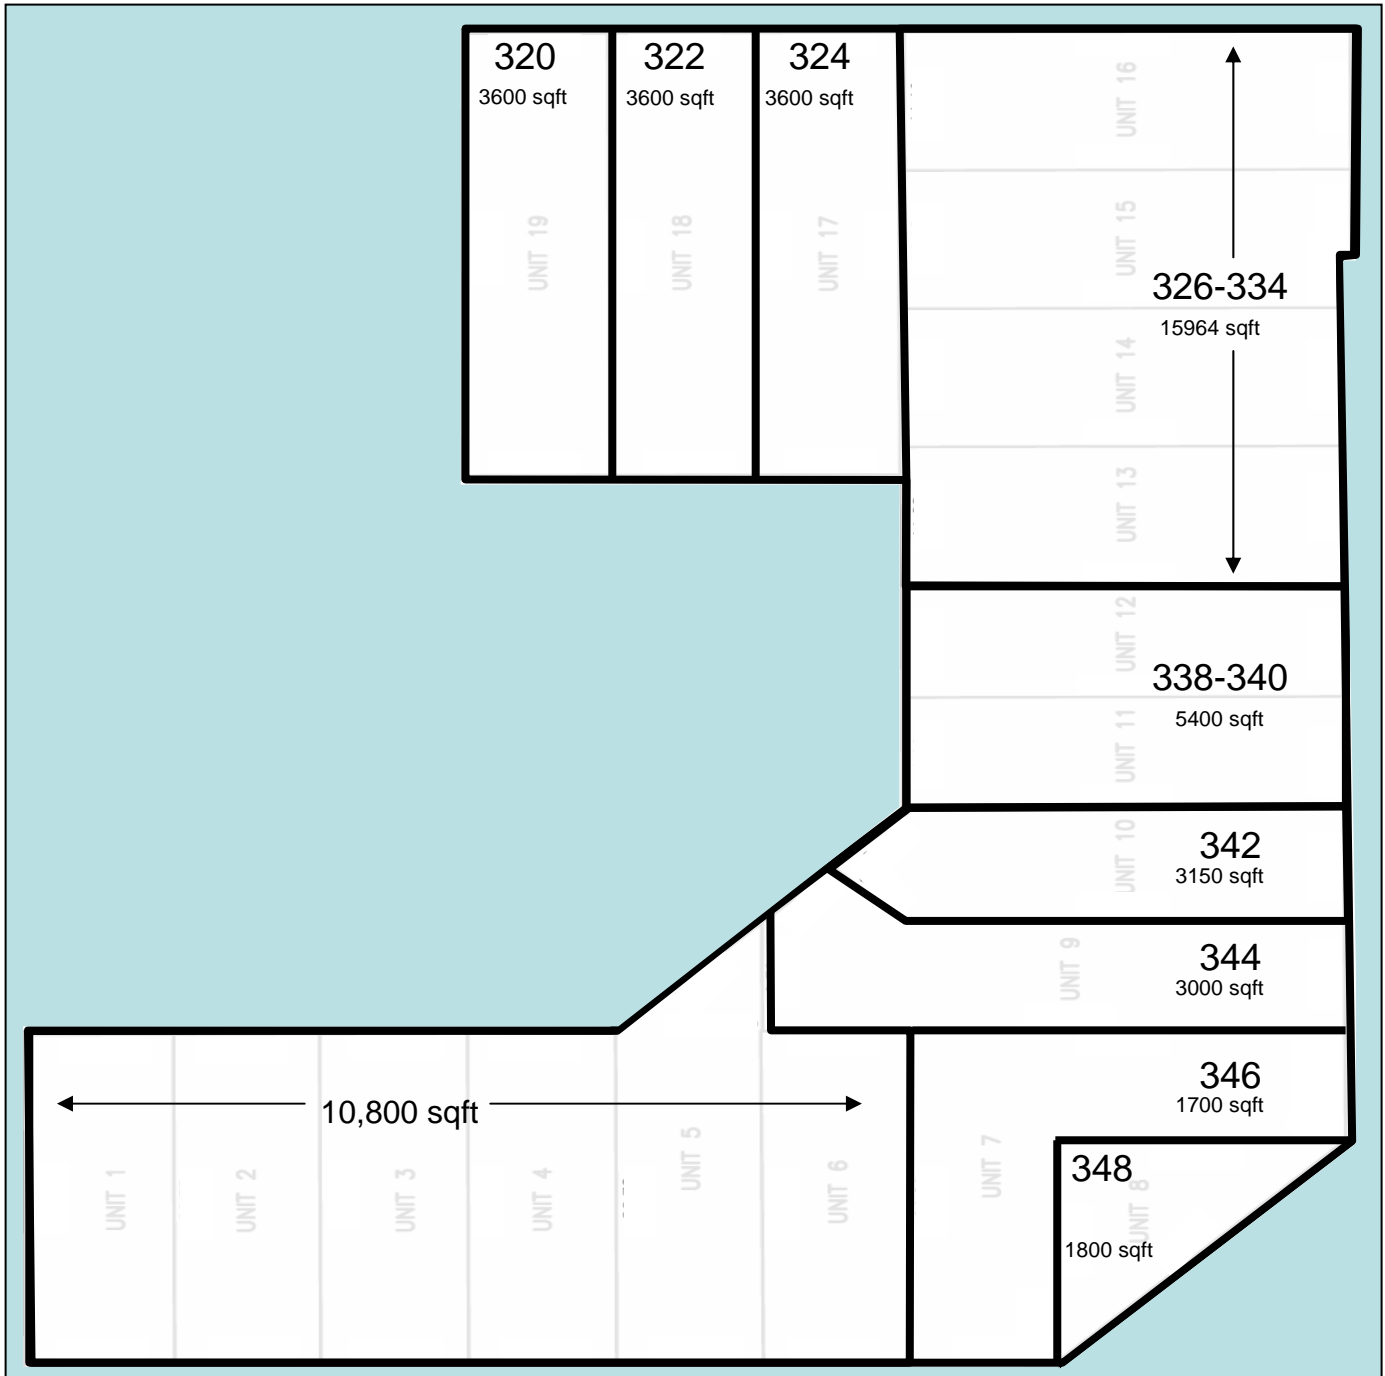 320
3600 sqft
322
3600 sqft
324
3600 sqft
UNIT 19
UNIT 18
UNIT 17
UNIT 16
UNIT 15
326-334
15964 sqft
UNIT 14
UNIT 13
UNIT 12
338-340
5400 sqft
UNIT 11
UNIT 10
342
3150 sqft
UNIT 9
344
3000 sqft
346
1700 sqft
10,800 sqft
UNIT 1
UNIT 2
UNIT 3
UNIT 4
UNIT 5
UNIT 6
UNIT 7
348
UNIT 8
1800 sqft